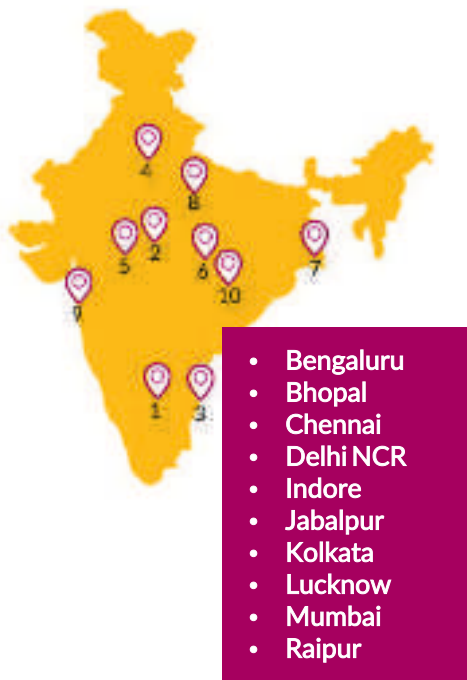 4
8
2
5
6
7
10
9
1
3
• Bengaluru
• Bhopal
• Chennai
• Delhi NCR
• Indore
• Jabalpur
• Kolkata
• Lucknow
• Mumbai
• Raipur